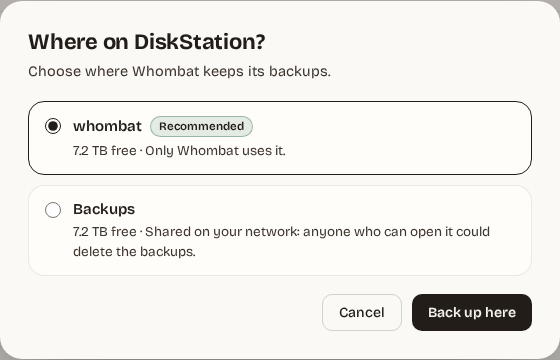 Where on DiskStation?
Choose where Whombat keeps its backups.
whombat Recommended
7.2 TB free · Only Whombat uses it.
Backups
7.2 TB free · Shared on your network: anyone who can open it could
delete the backups.
Cancel Back up here